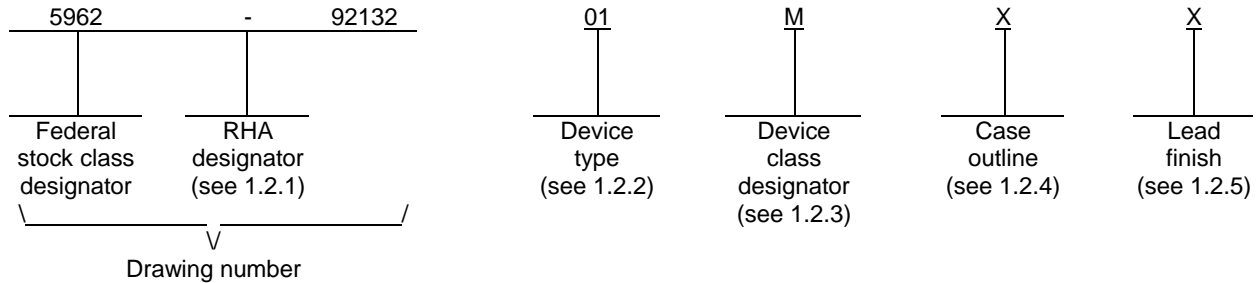 5962 - 92132 01 M X X
Federal stock class designator
RHA designator (see 1.2.1)
Device type (see 1.2.2)
Device class designator (see 1.2.3)
Case outline (see 1.2.4)
Lead finish (see 1.2.5)
Drawing number